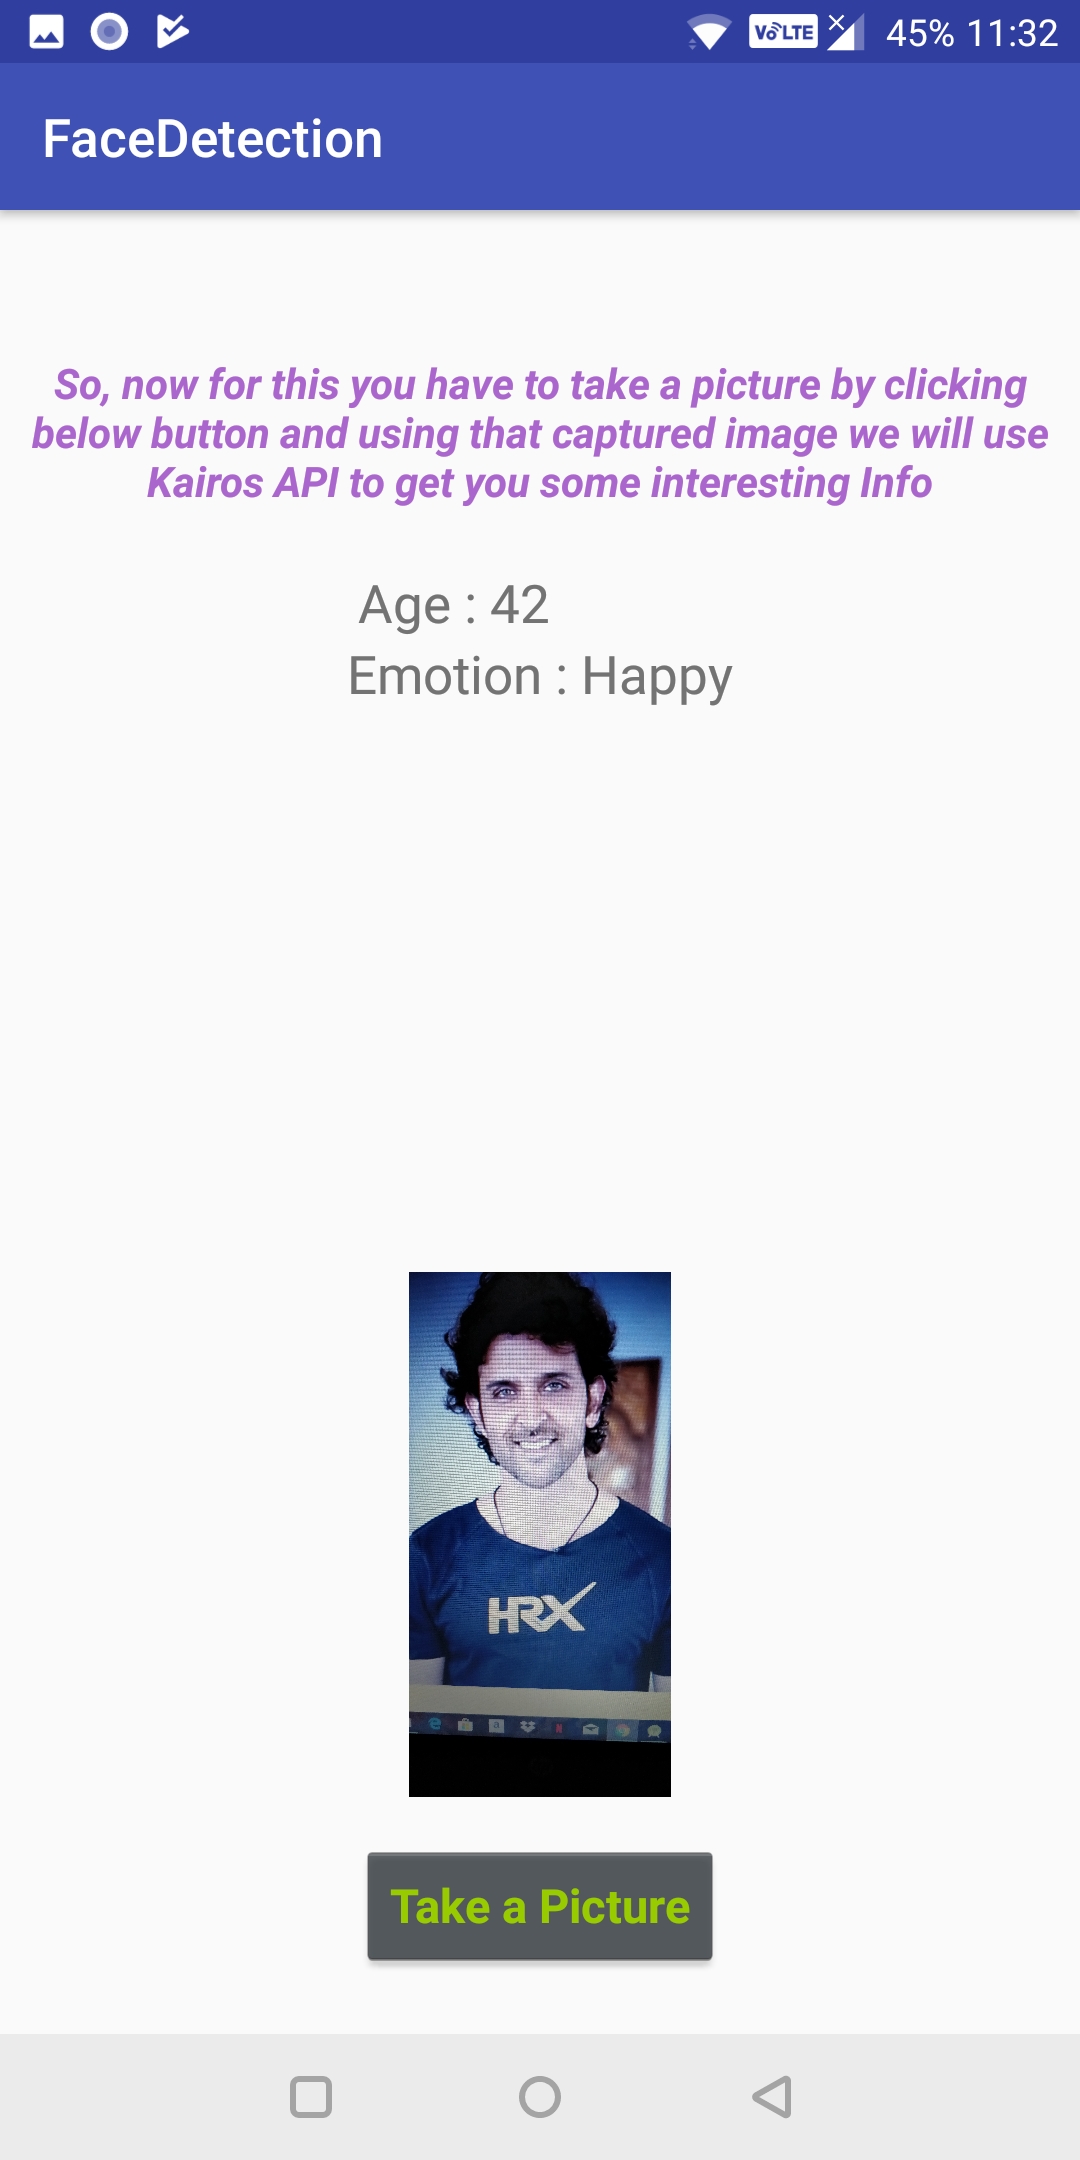 VoLTE 45% 11:32
FaceDetection
So, now for this you have to take a picture by clicking
below button and using that captured image we will use
Kairos API to get you some interesting Info
Age : 42
Emotion : Happy
HRX
Take a Picture